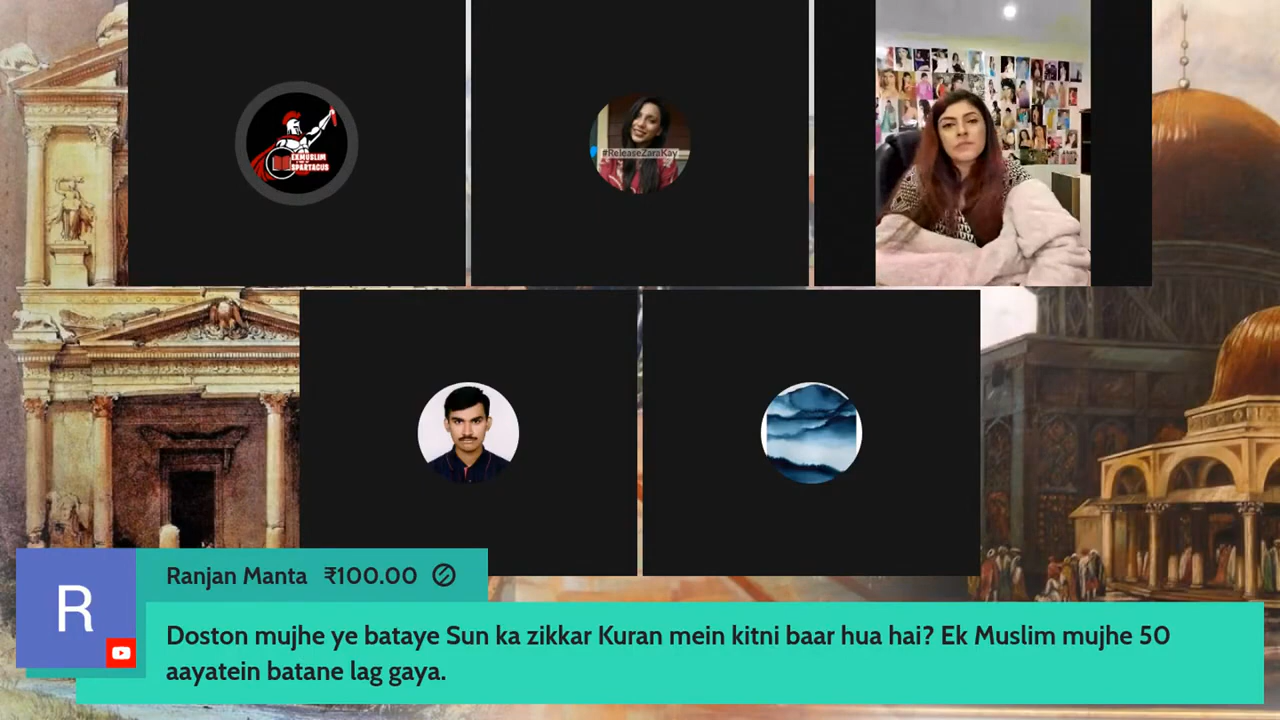 EXMUSLIM
SPARTACUS
#ReleaseZaraKay
R
Ranjan Manta ₹100.00
Doston mujhe ye bataye Sun ka zikkar Kuran mein kitni baar hua hai? Ek Muslim mujhe 50
aayatein batane lag gaya.